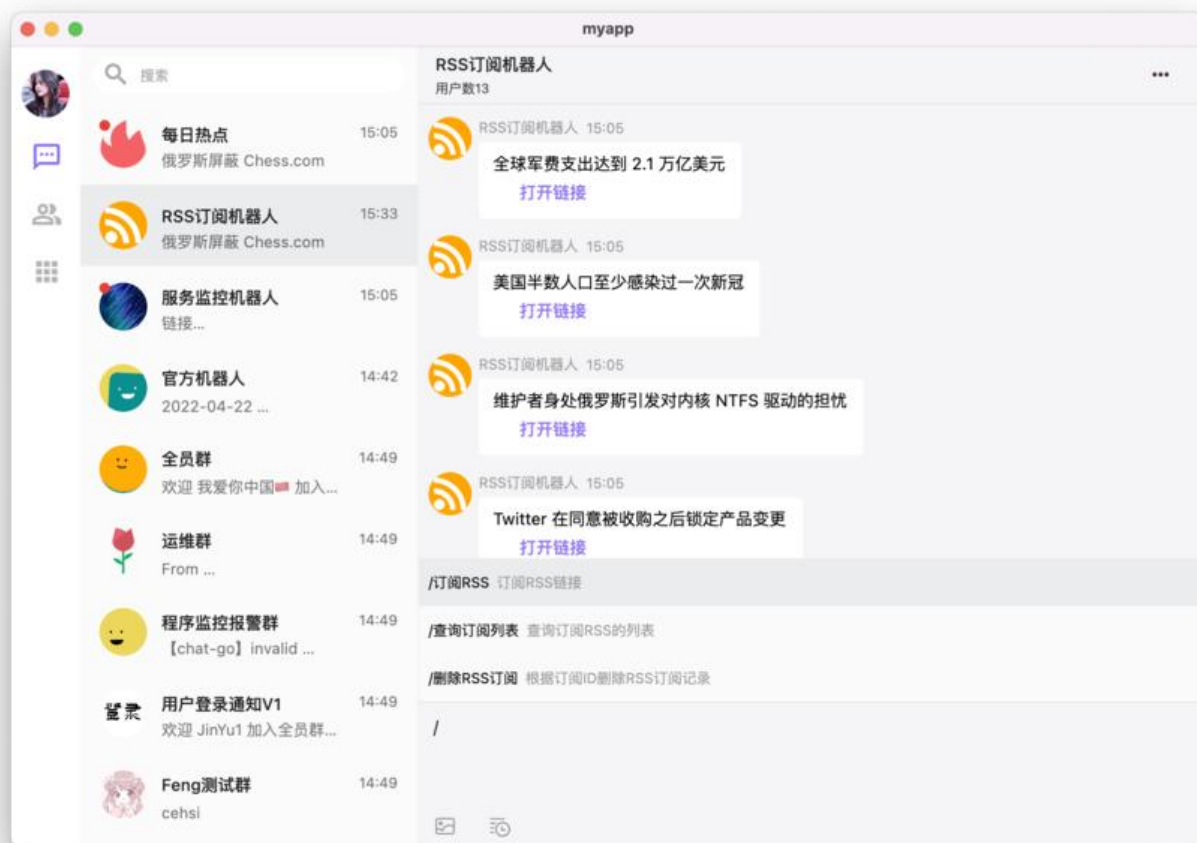 myapp
搜索
每日热点 15:05
俄罗斯屏蔽 Chess.com
RSS订阅机器人 15:33
俄罗斯屏蔽 Chess.com
服务监控机器人 15:05
链接...
官方机器人 14:42
2022-04-22 ...
全员群 14:49
欢迎 我爱你中国🇨🇳 加入...
运维群 14:49
From ...
程序监控报警群 14:49
【chat-go】invalid ...
登录
用户登录通知V1 14:49
欢迎 JinYu1 加入全员群...
Feng测试群 14:49
cehsi
RSS订阅机器人
用户数13
RSS订阅机器人 15:05
全球军费支出达到 2.1 万亿美元
打开链接
RSS订阅机器人 15:05
美国半数人口至少感染过一次新冠
打开链接
RSS订阅机器人 15:05
维护者身处俄罗斯引发对内核 NTFS 驱动的担忧
打开链接
RSS订阅机器人 15:05
Twitter 在同意被收购之后锁定产品变更
打开链接
/订阅RSS 订阅RSS链接
/查询订阅列表 查询订阅RSS的列表
/删除RSS订阅 根据订阅ID删除RSS订阅记录
/